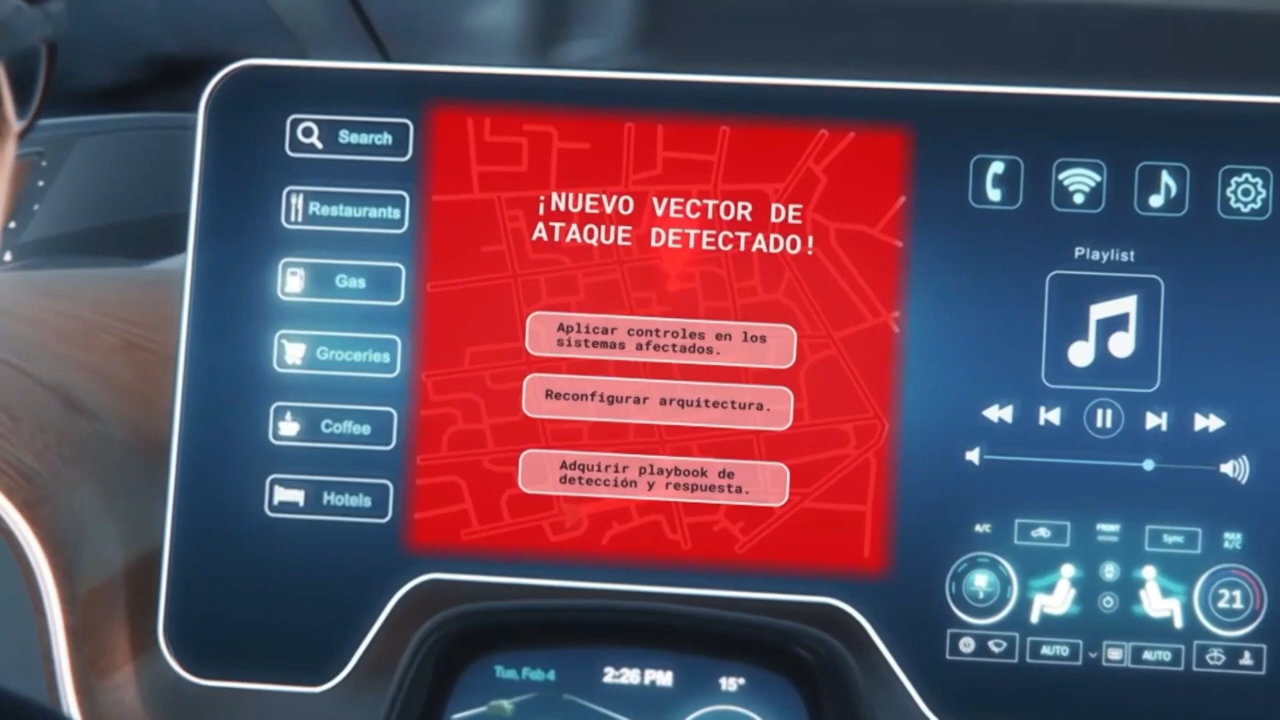 Search
Restaurants
Gas
Groceries
Coffee
Hotels
¡NUEVO VECTOR DE
ATAQUE DETECTADO!
Aplicar controles en los
sistemas afectados.
Reconfigurar arquitectura.
Adquirir playbook de
detección y respuesta.
Playlist
A/C
FRONT
Sync
MAX
A/C
21
AUTO
AUTO
Tue, Feb 4
2:26 PM
15°